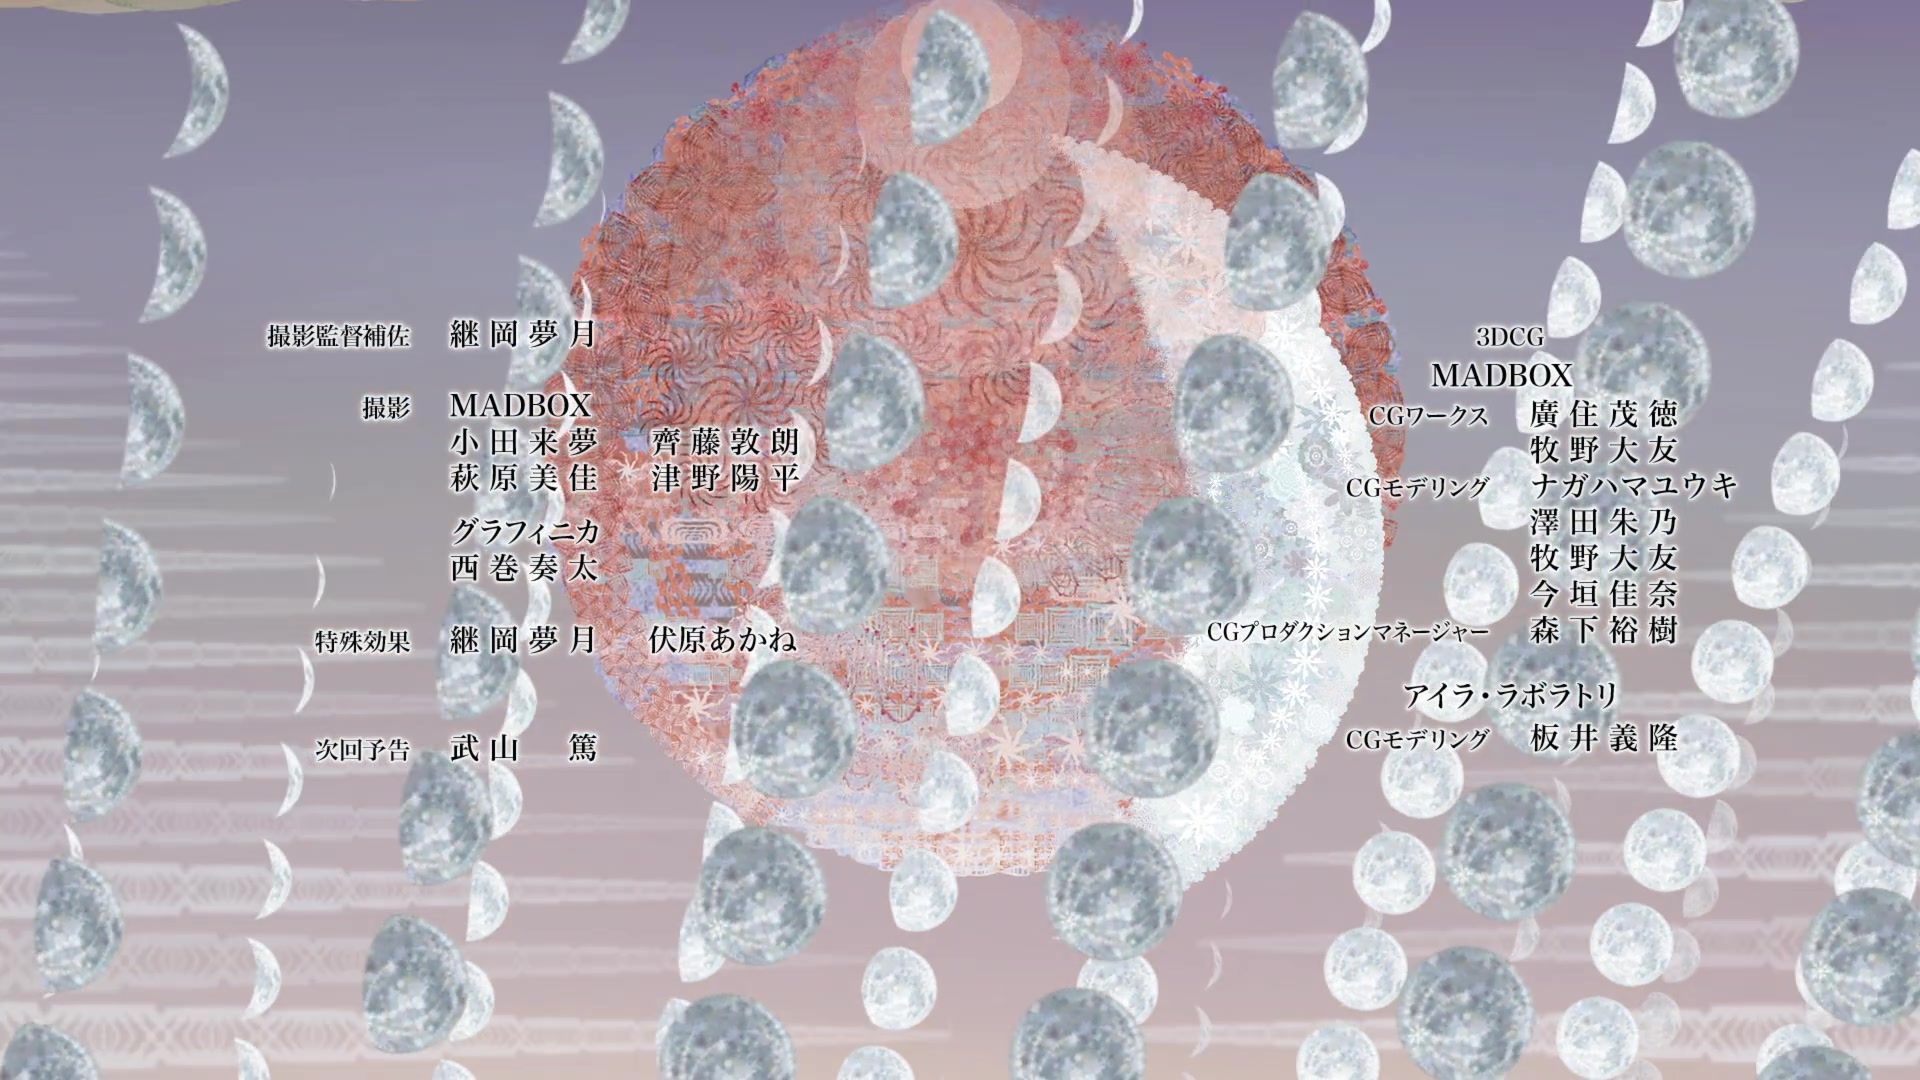 撮影監督補佐 継岡夢月
撮影 MADBOX
小田来夢 齊藤敦朗
萩原美佳 津野陽平
グラフィニカ
西巻奏太
特殊効果 継岡夢月 伏原あかね
次回予告 武山 篤
3DCG
MADBOX
CGワークス 廣住茂徳
牧野大友
CGモデリング ナガハマユウキ
澤田朱乃
牧野大友
今垣佳奈
CGプロダクションマネージャー 森下裕樹
アイラ・ラボラトリ
CGモデリング 板井義隆